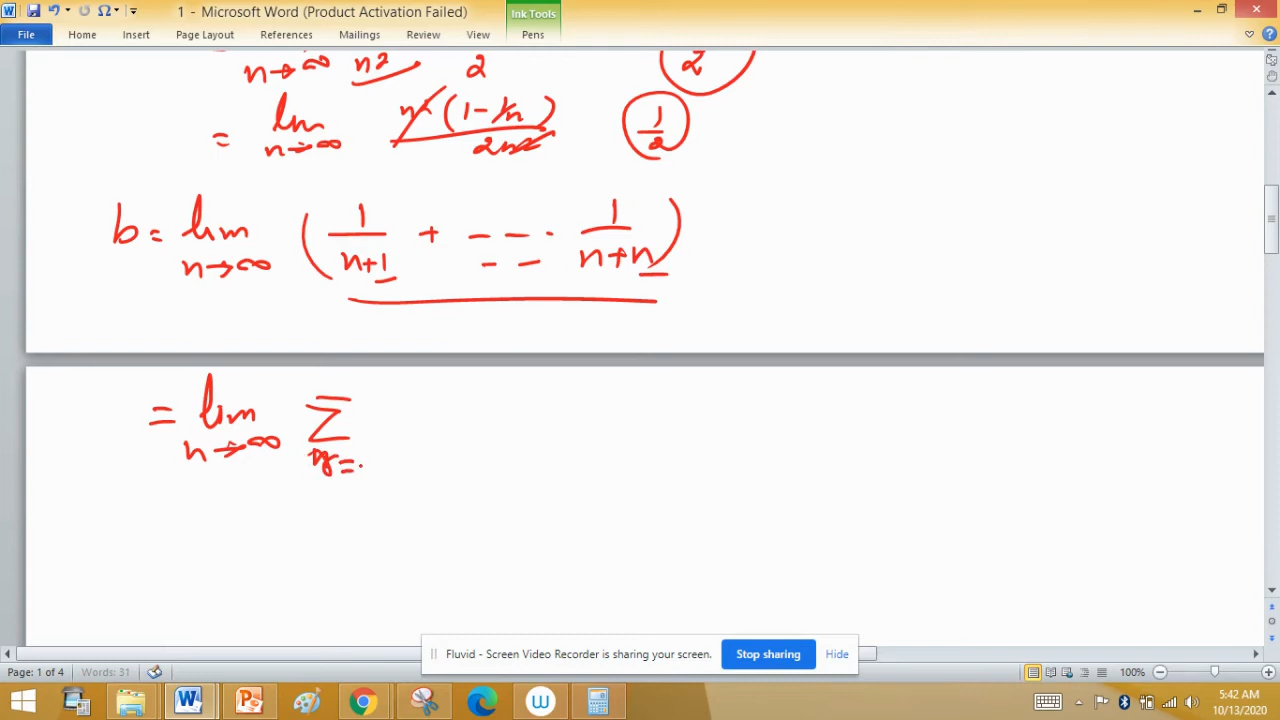 1 - Microsoft Word (Product Activation Failed) Ink Tools
File Home Insert Page Layout References Mailings Review View Pens
n→∞ n² 2 2
= lim n→∞ n²(1 - 1/n) / 2n² 1/2
b = lim n→∞ ( 1/(n+1) + - - - - - 1/(n+n) )
= lim n→∞ Σ r=
Fluvid - Screen Video Recorder is sharing your screen. Stop sharing Hide
Page: 1 of 4 Words: 31 100%
5:42 AM
10/13/2020